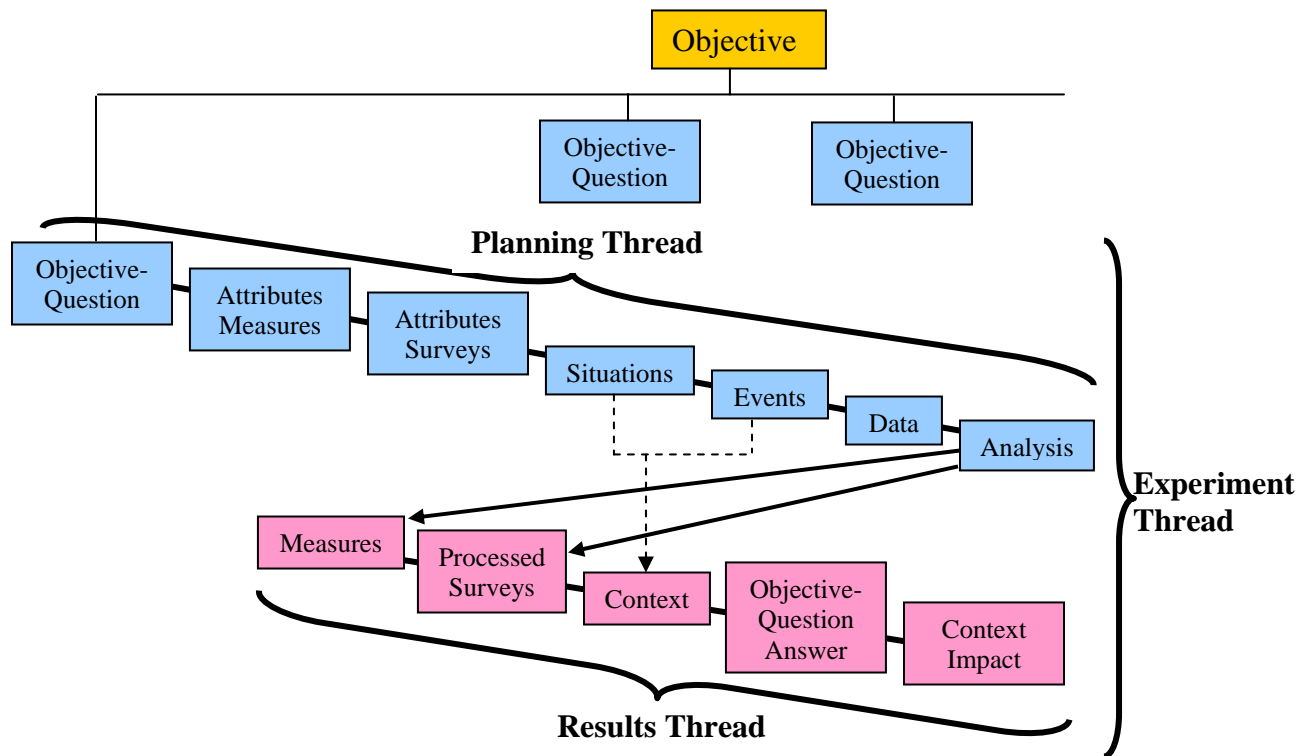 Objective
Objective-
Question
Objective-
Question
Planning Thread
Objective-
Question
Attributes
Measures
Attributes
Surveys
Situations
Events
Data
Analysis
Experiment
Thread
Measures
Processed
Surveys
Context
Objective-
Question
Answer
Context
Impact
Results Thread